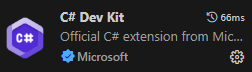 C#
C# Dev Kit 66ms
Official C# extension from Mic...
Microsoft